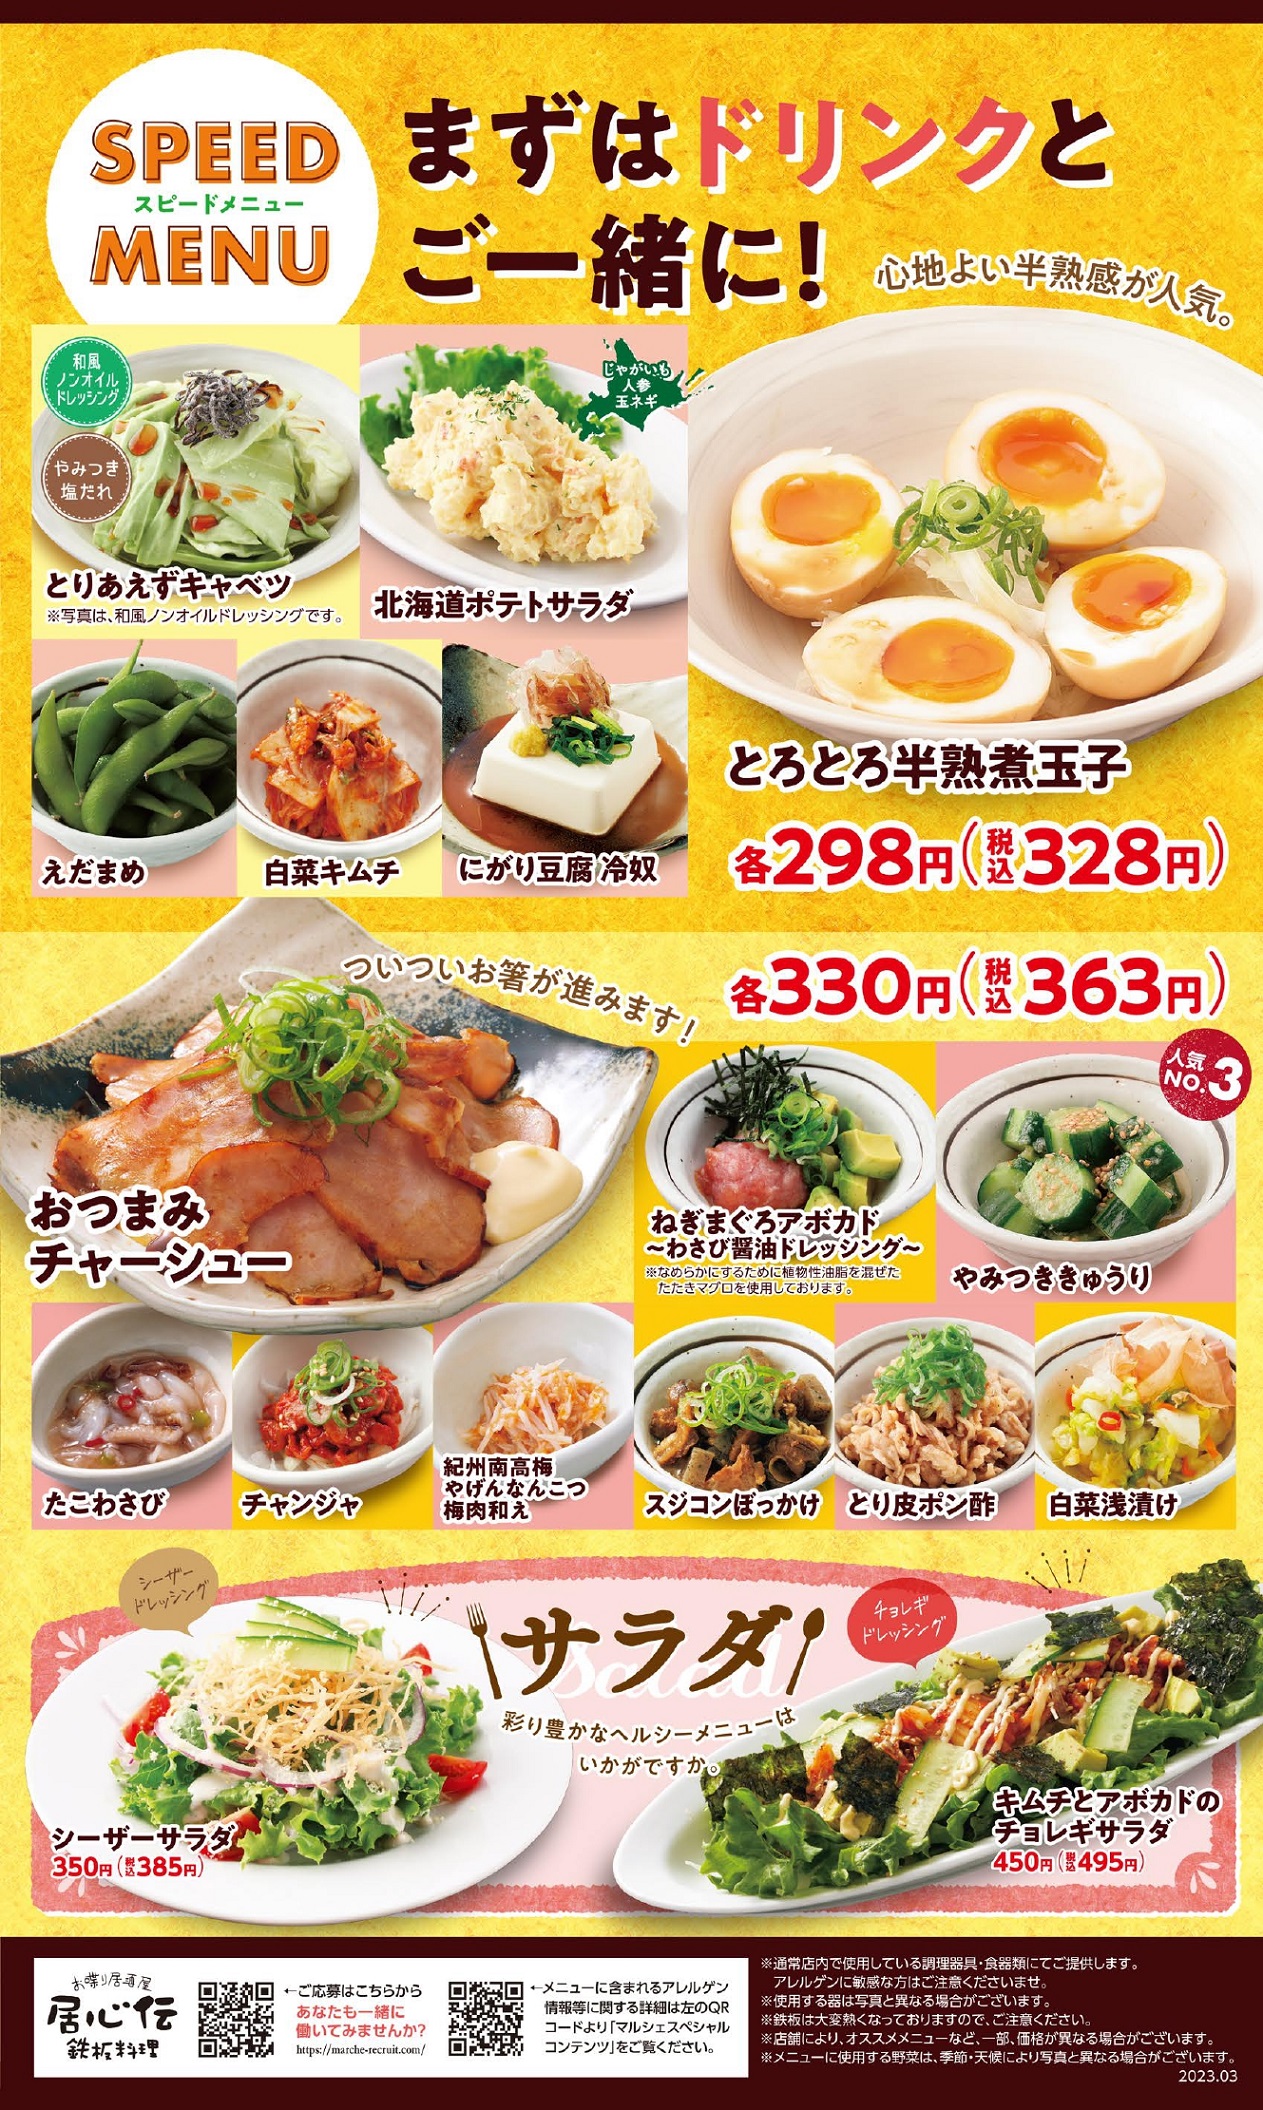 SPEED
スピードメニュー
MENU
まずはドリンクと
ご一緒に!
心地よい半熟感が人気。
和風
ノンオイル
ドレッシング
やみつき
塩だれ
とりあえずキャベツ
※写真は、和風ノンオイルドレッシングです。
じゃがいも
人参
玉ネギ
北海道ポテトサラダ
えだまめ
白菜キムチ
にがり豆腐 冷奴
とろとろ半熟煮玉子
各298円(税込328円)
ついついお箸が進みます!
各330円(税込363円)
おつまみ
チャーシュー
ねぎまぐろアボカド
~わさび醤油ドレッシング~
※なめらかにするために植物性油脂を混ぜた
たたきマグロを使用しております。
人気
NO.3
やみつききゅうり
たこわさび
チャンジャ
紀州南高梅
やげんなんこつ
梅肉和え
スジコンぼっかけ
とり皮ポン酢
白菜浅漬け
シーザー
ドレッシング
サラダ
Salad
彩り豊かなヘルシーメニューは
いかがですか。
チョレギ
ドレッシング
シーザーサラダ
350円(税込385円)
キムチとアボカドの
チョレギサラダ
450円(税込495円)
お喋り居酒屋
居心伝
鉄板料理
←ご応募はこちらから
あなたも一緒に
働いてみませんか?
https://marche-recruit.com/
←メニューに含まれるアレルゲン
情報等に関する詳細は左のQR
コードより「マルシェスペシャル
コンテンツ」をご覧ください。
※通常店内で使用している調理器具・食器類にてご提供します。
アレルゲンに敏感な方はご注意くださいませ。
※使用する器は写真と異なる場合がございます。
※鉄板は大変熱くなっておりますので、ご注意ください。
※店舗により、オススメメニューなど、一部、価格が異なる場合がございます。
※メニューに使用する野菜は、季節・天候により写真と異なる場合がございます。
2023.03